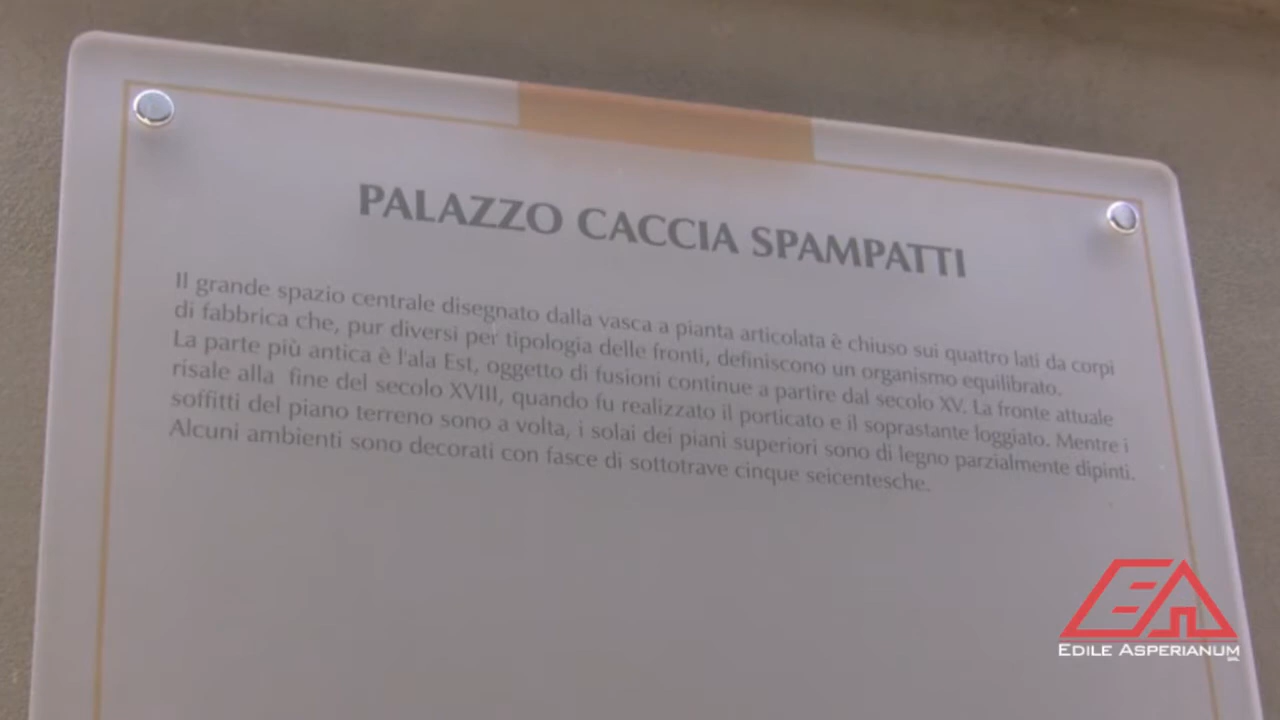 PALAZZO CACCIA SPAMPATTI
Il grande spazio centrale disegnato dalla vasca a pianta articolata è chiuso sui quattro lati da corpi
di fabbrica che, pur diversi per tipologia delle fronti, definiscono un organismo equilibrato.
La parte più antica è l'ala Est, oggetto di fusioni continue a partire dal secolo XV. La fronte attuale
risale alla fine del secolo XVIII, quando fu realizzato il porticato e il soprastante loggiato. Mentre i
soffitti del piano terreno sono a volta, i solai dei piani superiori sono di legno parzialmente dipinti.
Alcuni ambienti sono decorati con fasce di sottotrave cinque seicentesche.
EA
EDILE ASPERIANUM
SRL